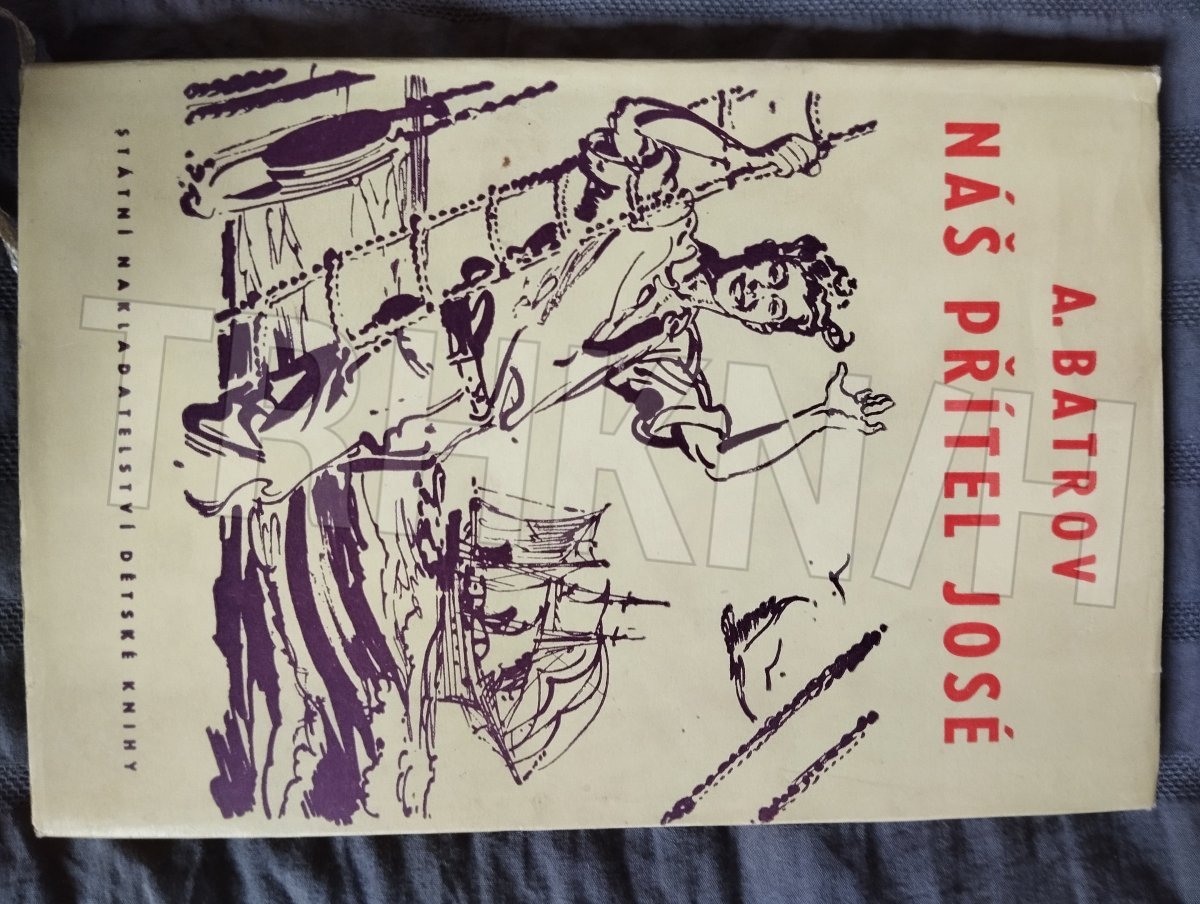 A. BATROV
NÁŠ PŘÍTEL JOSÉ
STÁTNÍ NAKLADATELSTVÍ DĚTSKÉ KNIHY
TRHKNIH